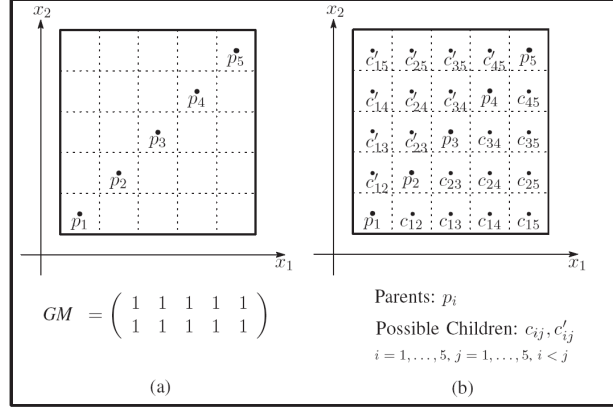 x₂
p₅
p₄
p₃
p₂
p₁
x₁
GM = ( 1 1 1 1 1
1 1 1 1 1 )
(a)
x₂
c′₁₅ c′₂₅ c′₃₅ c′₄₅ p₅
c′₁₄ c′₂₄ c′₃₄ p₄ c₄₅
c′₁₃ c′₂₃ p₃ c₃₄ c₃₅
c′₁₂ p₂ c₂₃ c₂₄ c₂₅
p₁ c₁₂ c₁₃ c₁₄ c₁₅
x₁
Parents: pᵢ
Possible Children: cᵢⱼ, c′ᵢⱼ
i = 1, . . . , 5, j = 1, . . . , 5, i < j
(b)